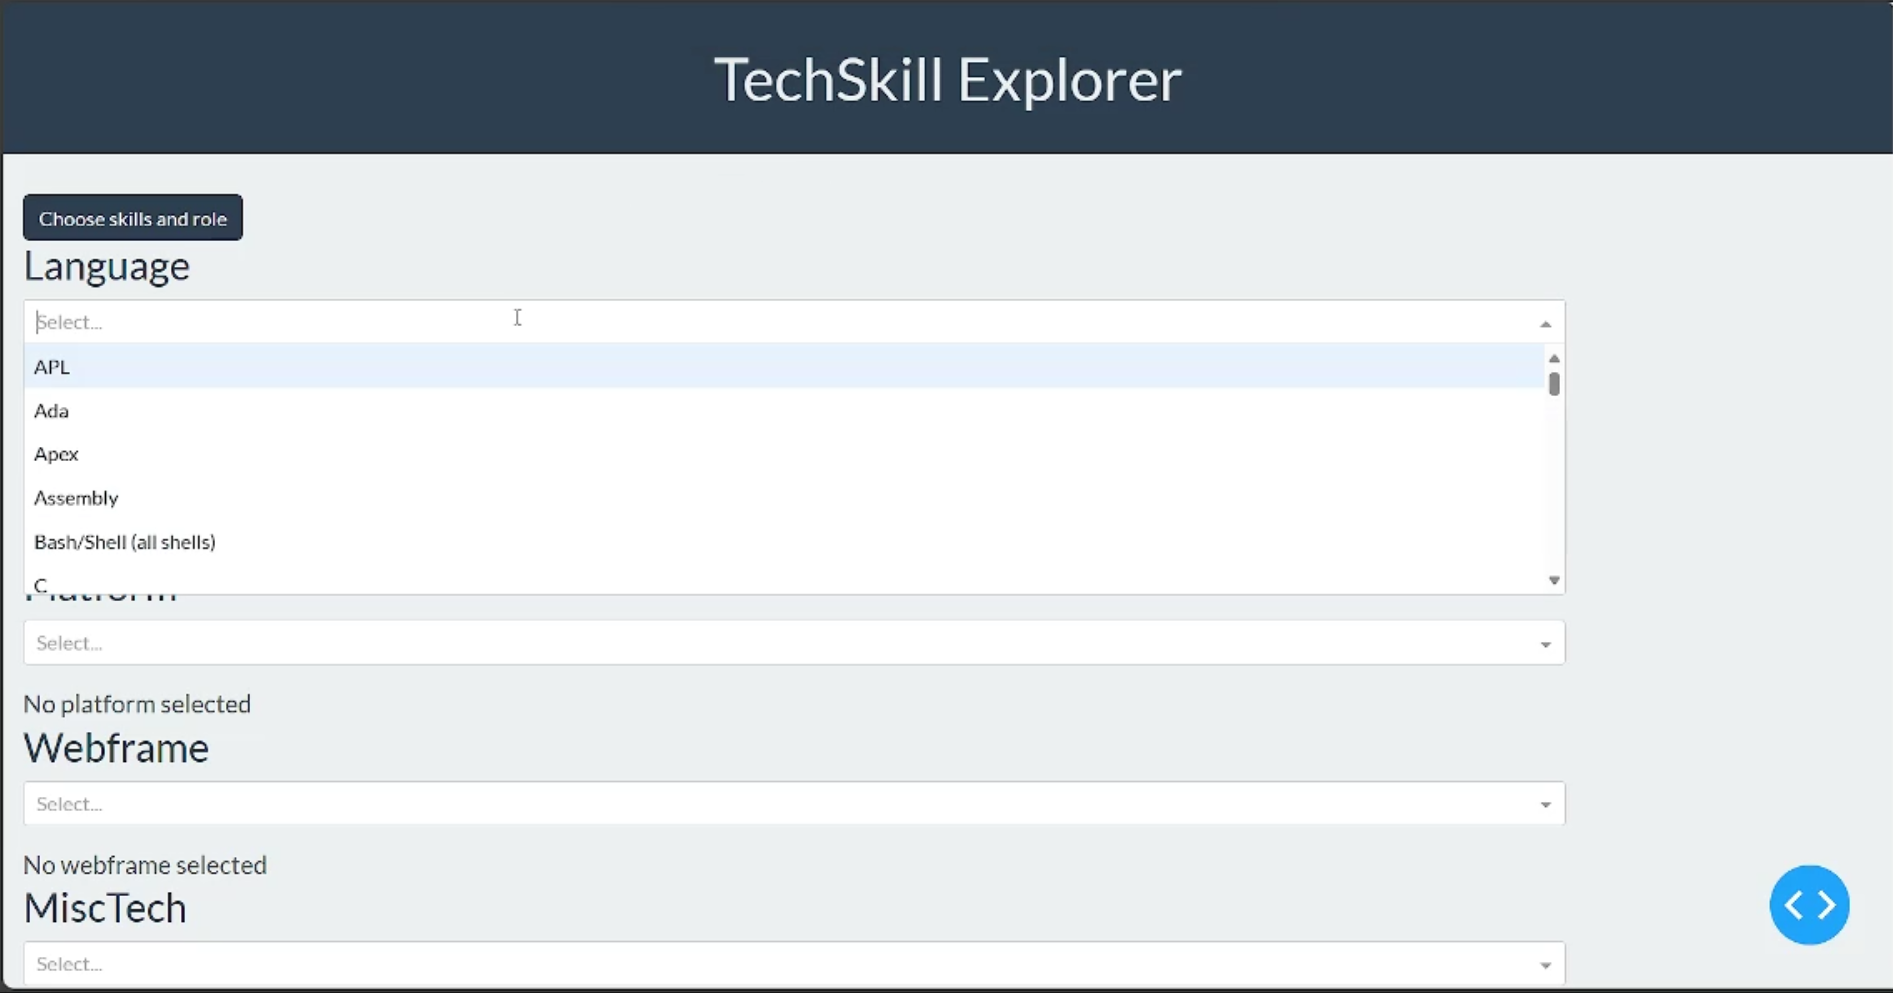 TechSkill Explorer
Choose skills and role
Language
Select...
APL
Ada
Apex
Assembly
Bash/Shell (all shells)
C
Platform
Select...
No platform selected
Webframe
Select...
No webframe selected
MiscTech
Select...